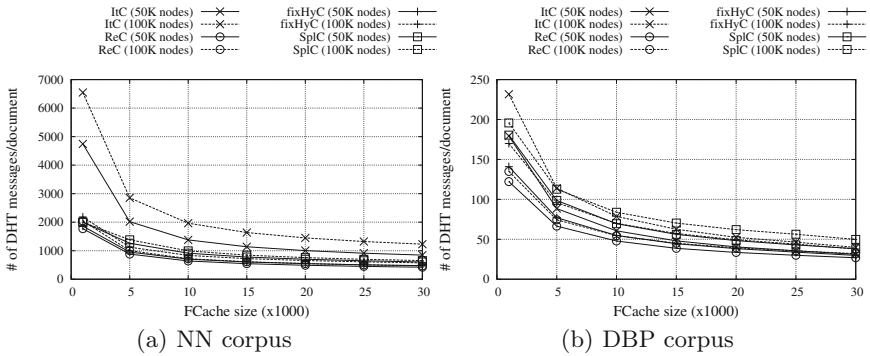 ItC (50K nodes)
ItC (100K nodes)
ReC (50K nodes)
ReC (100K nodes)
fixHyC (50K nodes)
fixHyC (100K nodes)
SplC (50K nodes)
SplC (100K nodes)
# of DHT messages/document
7000
6000
5000
4000
3000
2000
1000
0
0 5 10 15 20 25 30
FCache size (x1000)
(a) NN corpus
ItC (50K nodes)
ItC (100K nodes)
ReC (50K nodes)
ReC (100K nodes)
fixHyC (50K nodes)
fixHyC (100K nodes)
SplC (50K nodes)
SplC (100K nodes)
# of DHT messages/document
250
200
150
100
50
0
0 5 10 15 20 25 30
FCache size (x1000)
(b) DBP corpus